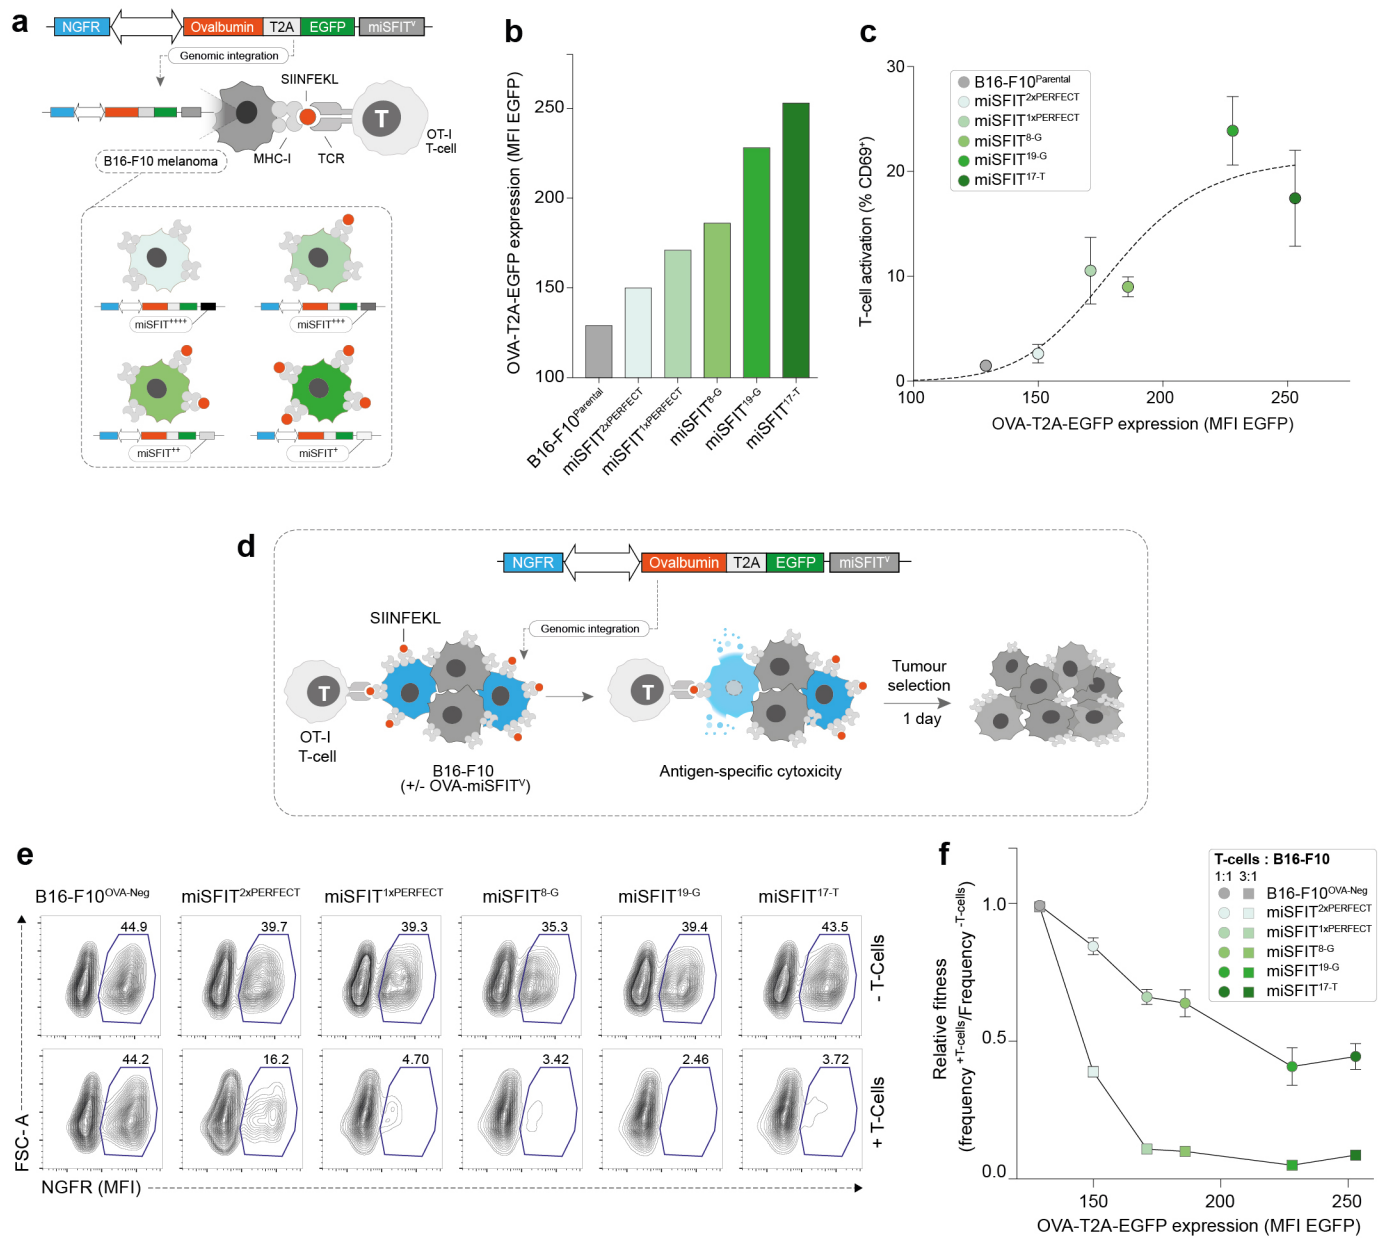 a
NGFR
Ovalbumin
T2A
EGFP
miSFITᵛ
Genomic integration
SIINFEKL
T
OT-I
T-cell
MHC-I
TCR
B16-F10 melanoma
miSFIT⁺⁺⁺⁺
miSFIT⁺⁺⁺
miSFIT⁺⁺
miSFIT⁺
b
OVA-T2A-EGFP expression (MFI EGFP)
250
200
150
100
B16-F10Parental
miSFIT2xPERFECT
miSFIT1xPERFECT
miSFIT8-G
miSFIT19-G
miSFIT17-T
c
T-cell activation (% CD69⁺)
30
20
10
0
B16-F10Parental
miSFIT2xPERFECT
miSFIT1xPERFECT
miSFIT8-G
miSFIT19-G
miSFIT17-T
100
150
200
250
OVA-T2A-EGFP expression (MFI EGFP)
d
NGFR
Ovalbumin
T2A
EGFP
miSFITᵛ
Genomic integration
SIINFEKL
T
OT-I
T-cell
B16-F10
(+/- OVA-miSFITⱽ)
T
Antigen-specific cytoxicity
Tumour
selection
1 day
e
B16-F10OVA-Neg
miSFIT2xPERFECT
miSFIT1xPERFECT
miSFIT8-G
miSFIT19-G
miSFIT17-T
44.9
39.7
39.3
35.3
39.4
43.5
- T-Cells
44.2
16.2
4.70
3.42
2.46
3.72
+ T-Cells
FSC- A
NGFR (MFI)
f
Relative fitness
(frequency +T-cells/Frequency -T-cells)
1.0
0.5
0.0
T-cells : B16-F10
1:1 3:1
B16-F10OVA-Neg
miSFIT2xPERFECT
miSFIT1xPERFECT
miSFIT8-G
miSFIT19-G
miSFIT17-T
150
200
250
OVA-T2A-EGFP expression (MFI EGFP)